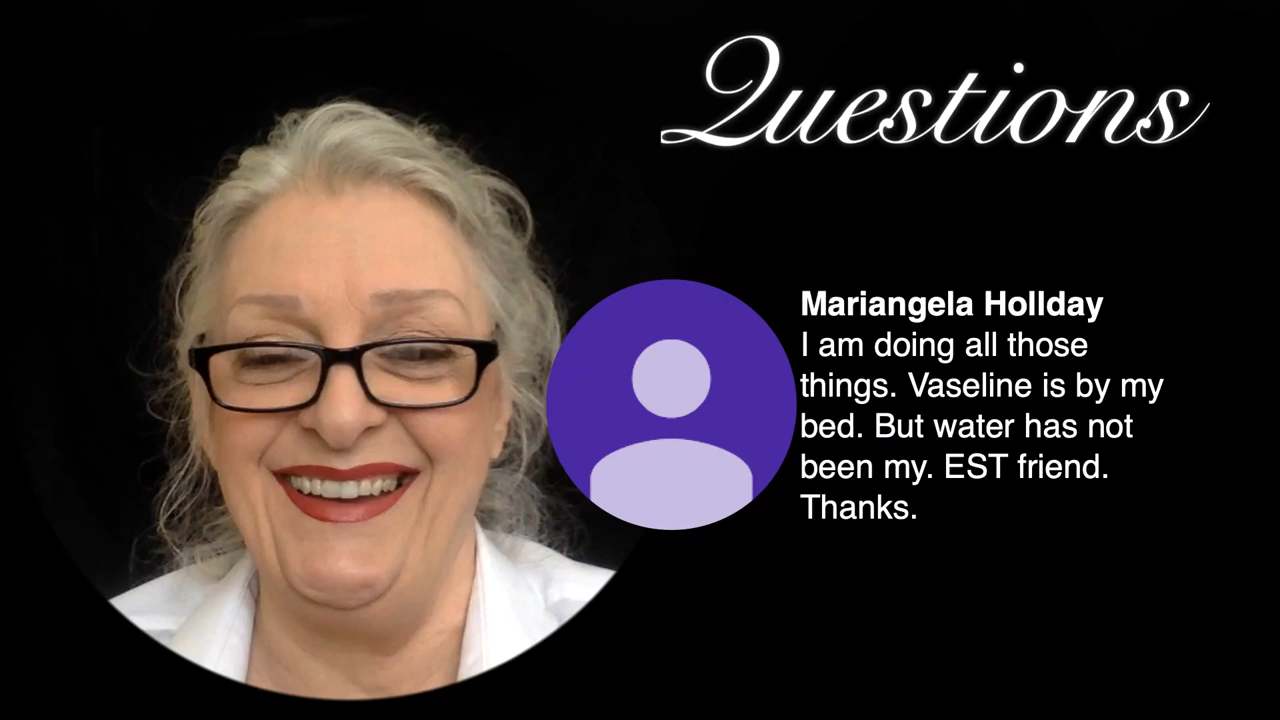 Questions
Mariangela Hollday
I am doing all those
things. Vaseline is by my
bed. But water has not
been my. EST friend.
Thanks.